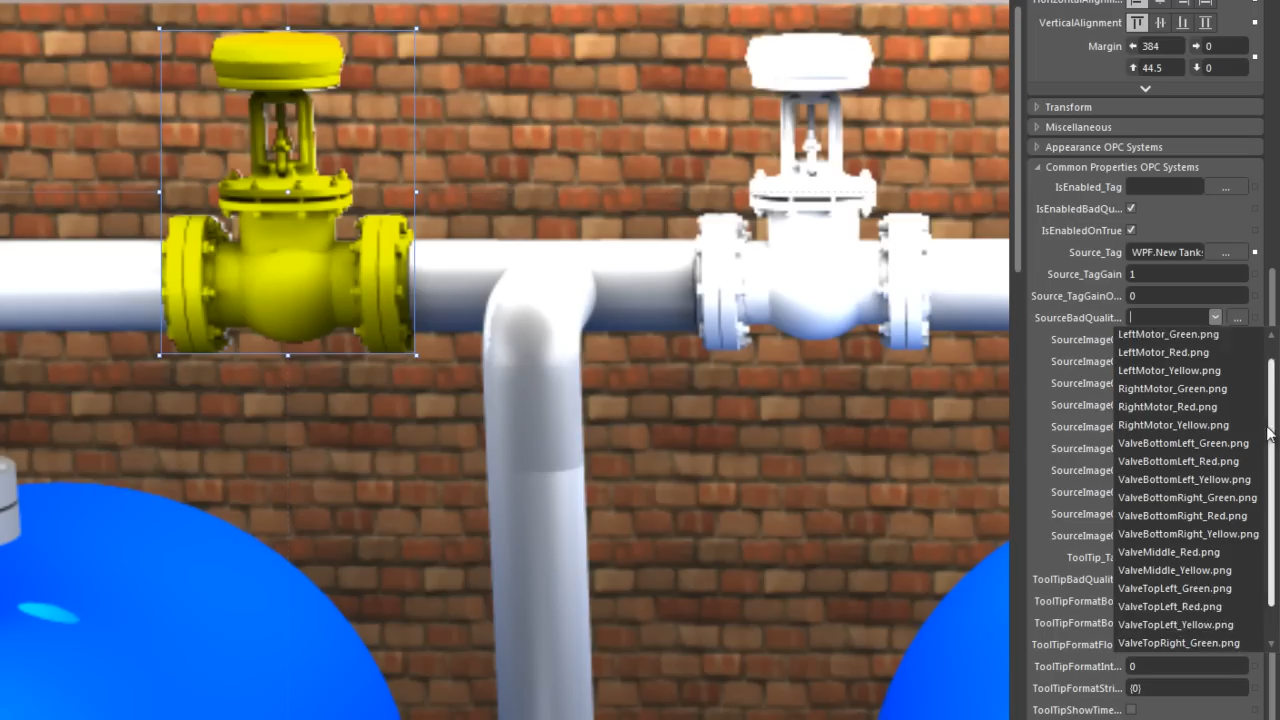 HorizontalAlignm...
VerticalAlignment
Margin 384 0
44.5 0
Transform
Miscellaneous
Appearance OPC Systems
Common Properties OPC Systems
IsEnabled_Tag ...
IsEnabledBadQu...
IsEnabledOnTrue
Source_Tag WPF.New Tank ...
Source_TagGain 1
Source_TagGainO... 0
SourceBadQualit... ...
LeftMotor_Green.png
SourceImage
LeftMotor_Red.png
SourceImage
LeftMotor_Yellow.png
SourceImage
RightMotor_Green.png
SourceImage
RightMotor_Red.png
SourceImage
RightMotor_Yellow.png
ValveBottomLeft_Green.png
SourceImage
ValveBottomLeft_Red.png
SourceImage
ValveBottomLeft_Yellow.png
SourceImage
ValveBottomRight_Green.png
SourceImage
ValveBottomRight_Red.png
SourceImage
ValveBottomRight_Yellow.png
ValveMiddle_Red.png
ToolTip_Ta
ValveMiddle_Yellow.png
ToolTipBadQualit
ValveTopLeft_Green.png
ToolTipFormatBo
ValveTopLeft_Red.png
ToolTipFormatBo
ValveTopLeft_Yellow.png
ToolTipFormatFlo
ValveTopRight_Green.png
ToolTipFormatInt... 0
ToolTipFormatStri... {0}
ToolTipShowTime...